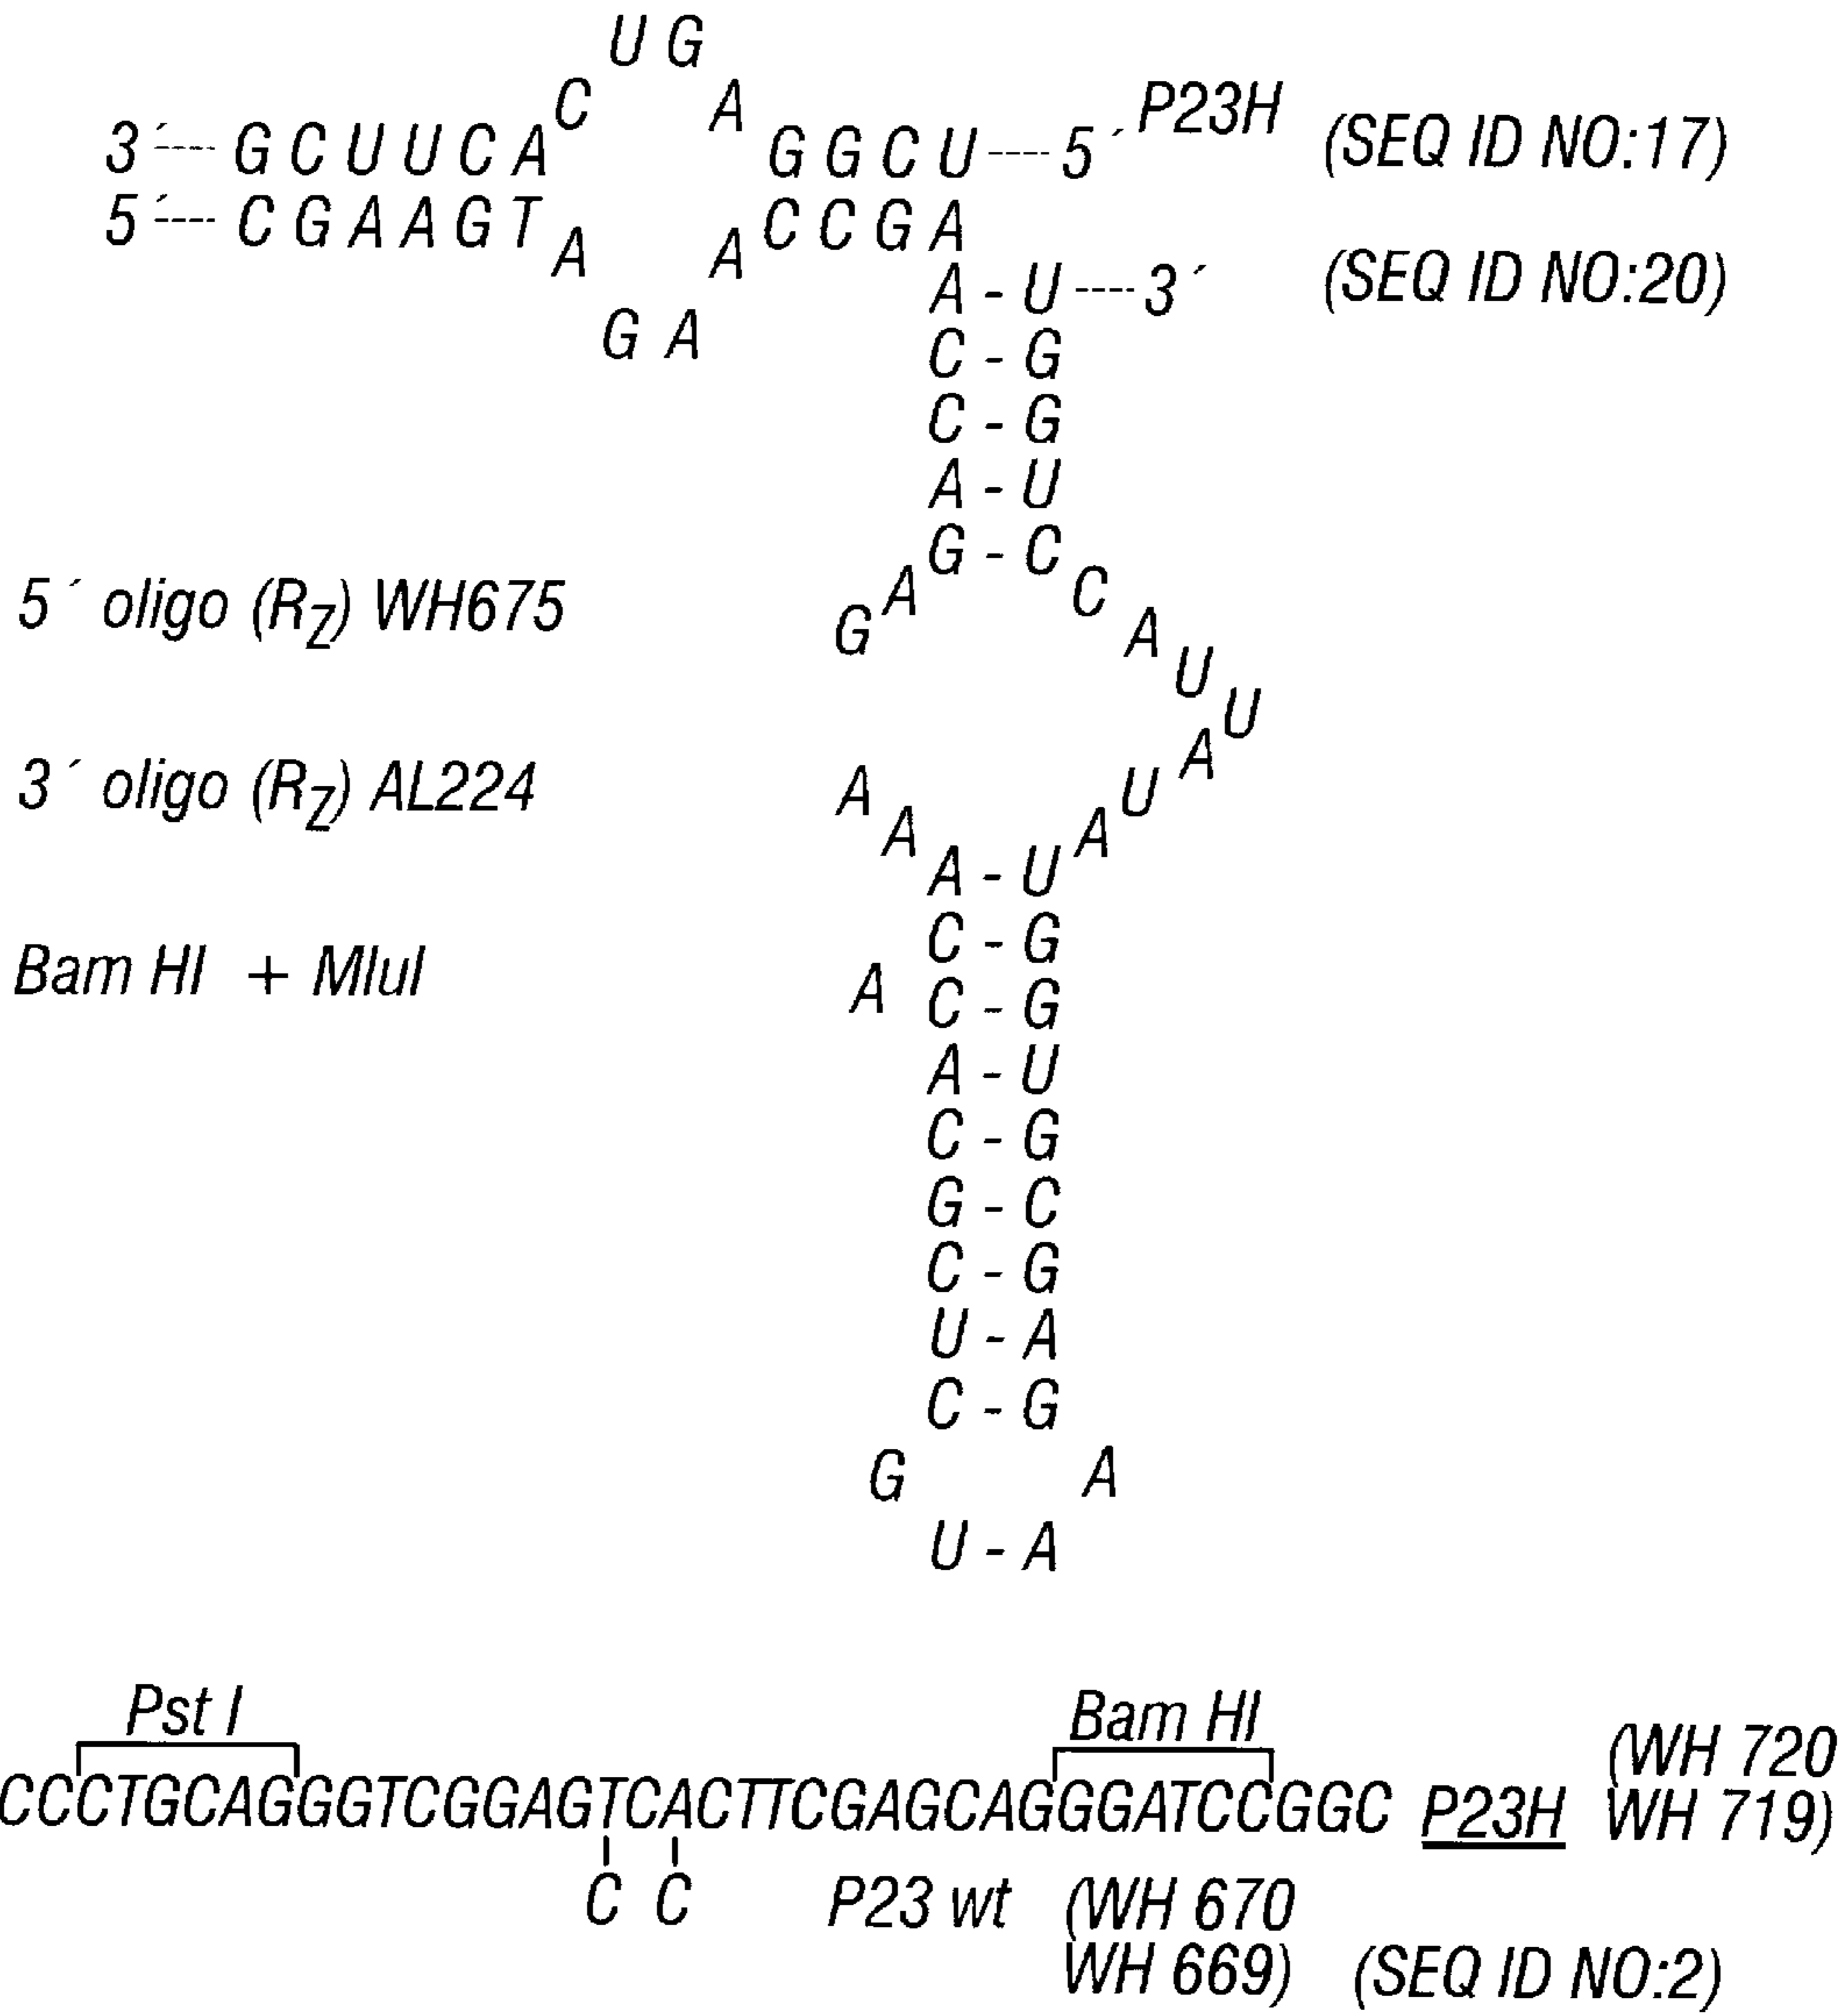 U G
C A
3´---- G C U U C A G G C U ----5´ P23H (SEQ ID NO:17)
5´---- C G A A G T C C G A
A A
A - U ----3´ (SEQ ID NO:20)
G A
C - G
C - G
A - U
G - C
5´ oligo (RZ) WH675
A C
G A
U
U
3´ oligo (RZ) AL224
A A
A U
A
A - U
C - G
Bam HI + MluI
A C - G
A - U
C - G
G - C
C - G
U - A
C - G
G A
U - A
Pst I Bam HI
CCCTGCAGGGTCGGAGTCACTTCGAGCAGGGATCCGGC P23H (WH 720
WH 719)
C C P23 wt (WH 670
WH 669) (SEQ ID NO:2)